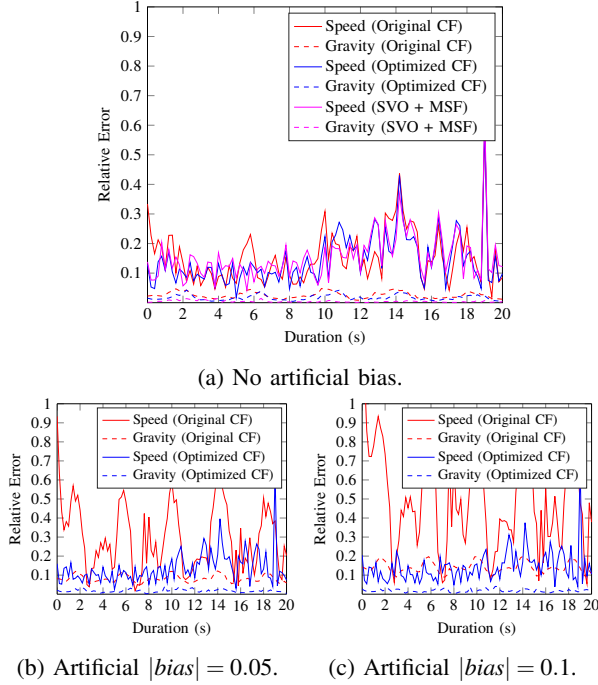 Speed (Original CF)
Gravity (Original CF)
Speed (Optimized CF)
Gravity (Optimized CF)
Speed (SVO + MSF)
Gravity (SVO + MSF)
1
0.9
0.8
0.7
0.6
0.5
0.4
0.3
0.2
0.1
Relative Error
0 2 4 6 8 10 12 14 16 18 20
Duration (s)
(a) No artificial bias.
Speed (Original CF)
Gravity (Original CF)
Speed (Optimized CF)
Gravity (Optimized CF)
1
0.9
0.8
0.7
0.6
0.5
0.4
0.3
0.2
0.1
Relative Error
0 2 4 6 8 10 12 14 16 18 20
Duration (s)
(b) Artificial |bias| = 0.05.
Speed (Original CF)
Gravity (Original CF)
Speed (Optimized CF)
Gravity (Optimized CF)
1
0.9
0.8
0.7
0.6
0.5
0.4
0.3
0.2
0.1
Relative Error
0 2 4 6 8 10 12 14 16 18 20
Duration (s)
(c) Artificial |bias| = 0.1.